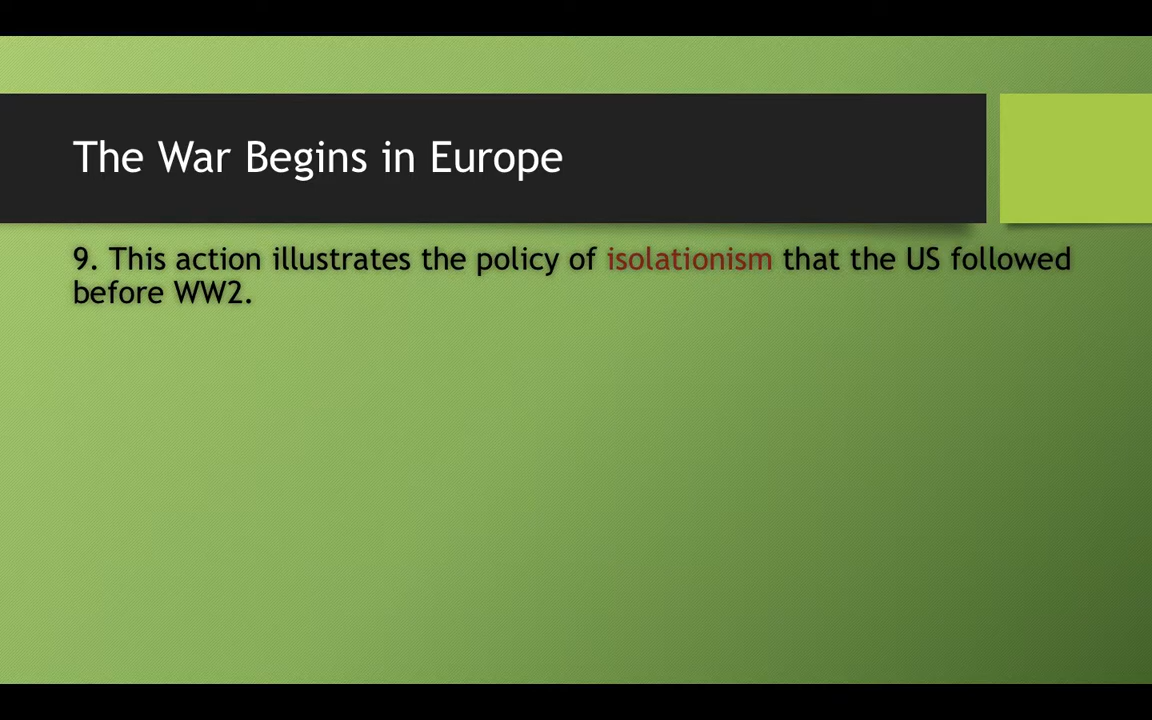 The War Begins in Europe
9. This action illustrates the policy of isolationism that the US followed
before WW2.